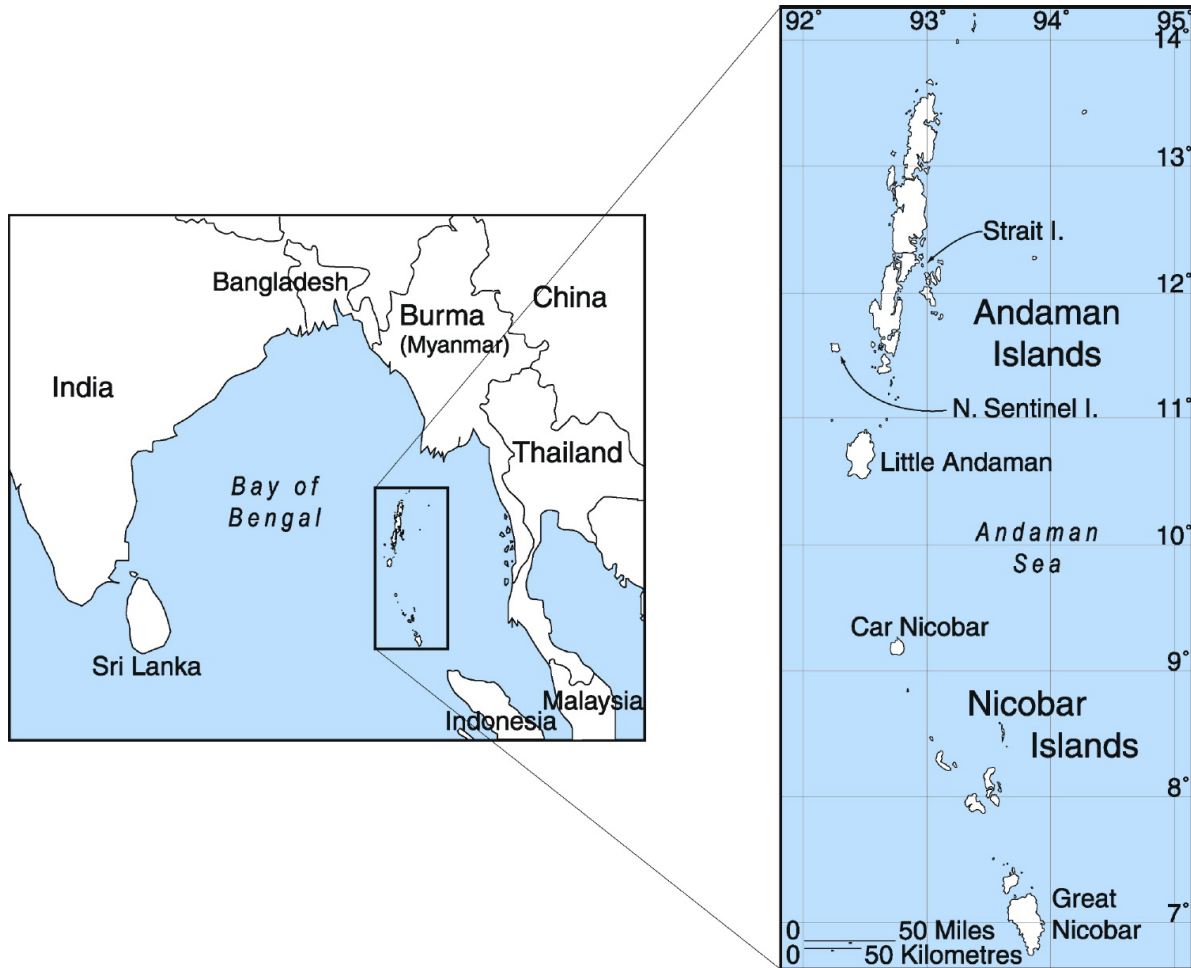 Bangladesh
China
Burma
(Myanmar)
India
Thailand
Bay of
Bengal
Sri Lanka
Malaysia
Indonesia
92° 93° 94° 95°
14°
13°
Strait I.
12°
Andaman
Islands
11°
N. Sentinel I.
Little Andaman
10°
Andaman
Sea
Car Nicobar
9°
Nicobar
Islands
8°
7°
Great
Nicobar
0 50 Miles
0 50 Kilometres